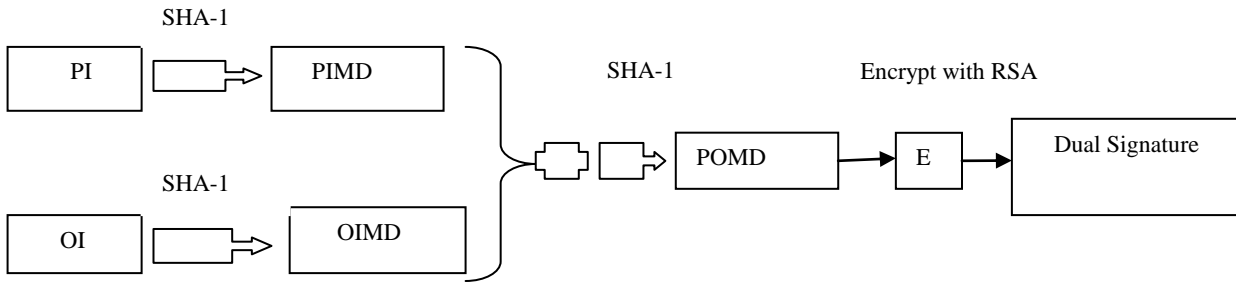 SHA-1
PI
PIMD
SHA-1
Encrypt with RSA
POMD
E
Dual Signature
SHA-1
OI
OIMD